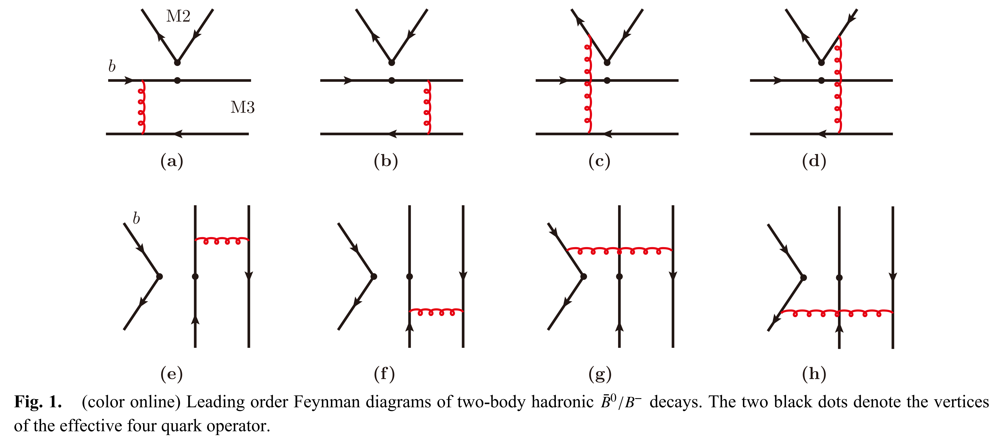 M2
b
M3
(a) (b) (c) (d)
b
(e) (f) (g) (h)
Fig. 1. (color online) Leading order Feynman diagrams of two-body hadronic B̄⁰/B⁻ decays. The two black dots denote the vertices
of the effective four quark operator.